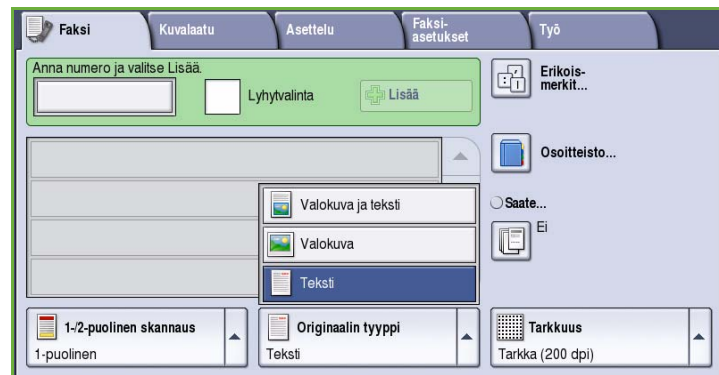 Faksi
Kuvalaatu
Asettelu
Faksi-
asetukset
Työ
Anna numero ja valitse Lisää.
Lyhytvalinta
Lisää
Erikois-
merkit...
Osoitteisto...
Valokuva ja teksti
Valokuva
Teksti
Saate...
Ei
1-/2-puolinen skannaus
1-puolinen
Originaalin tyyppi
Teksti
Tarkkuus
Tarkka (200 dpi)